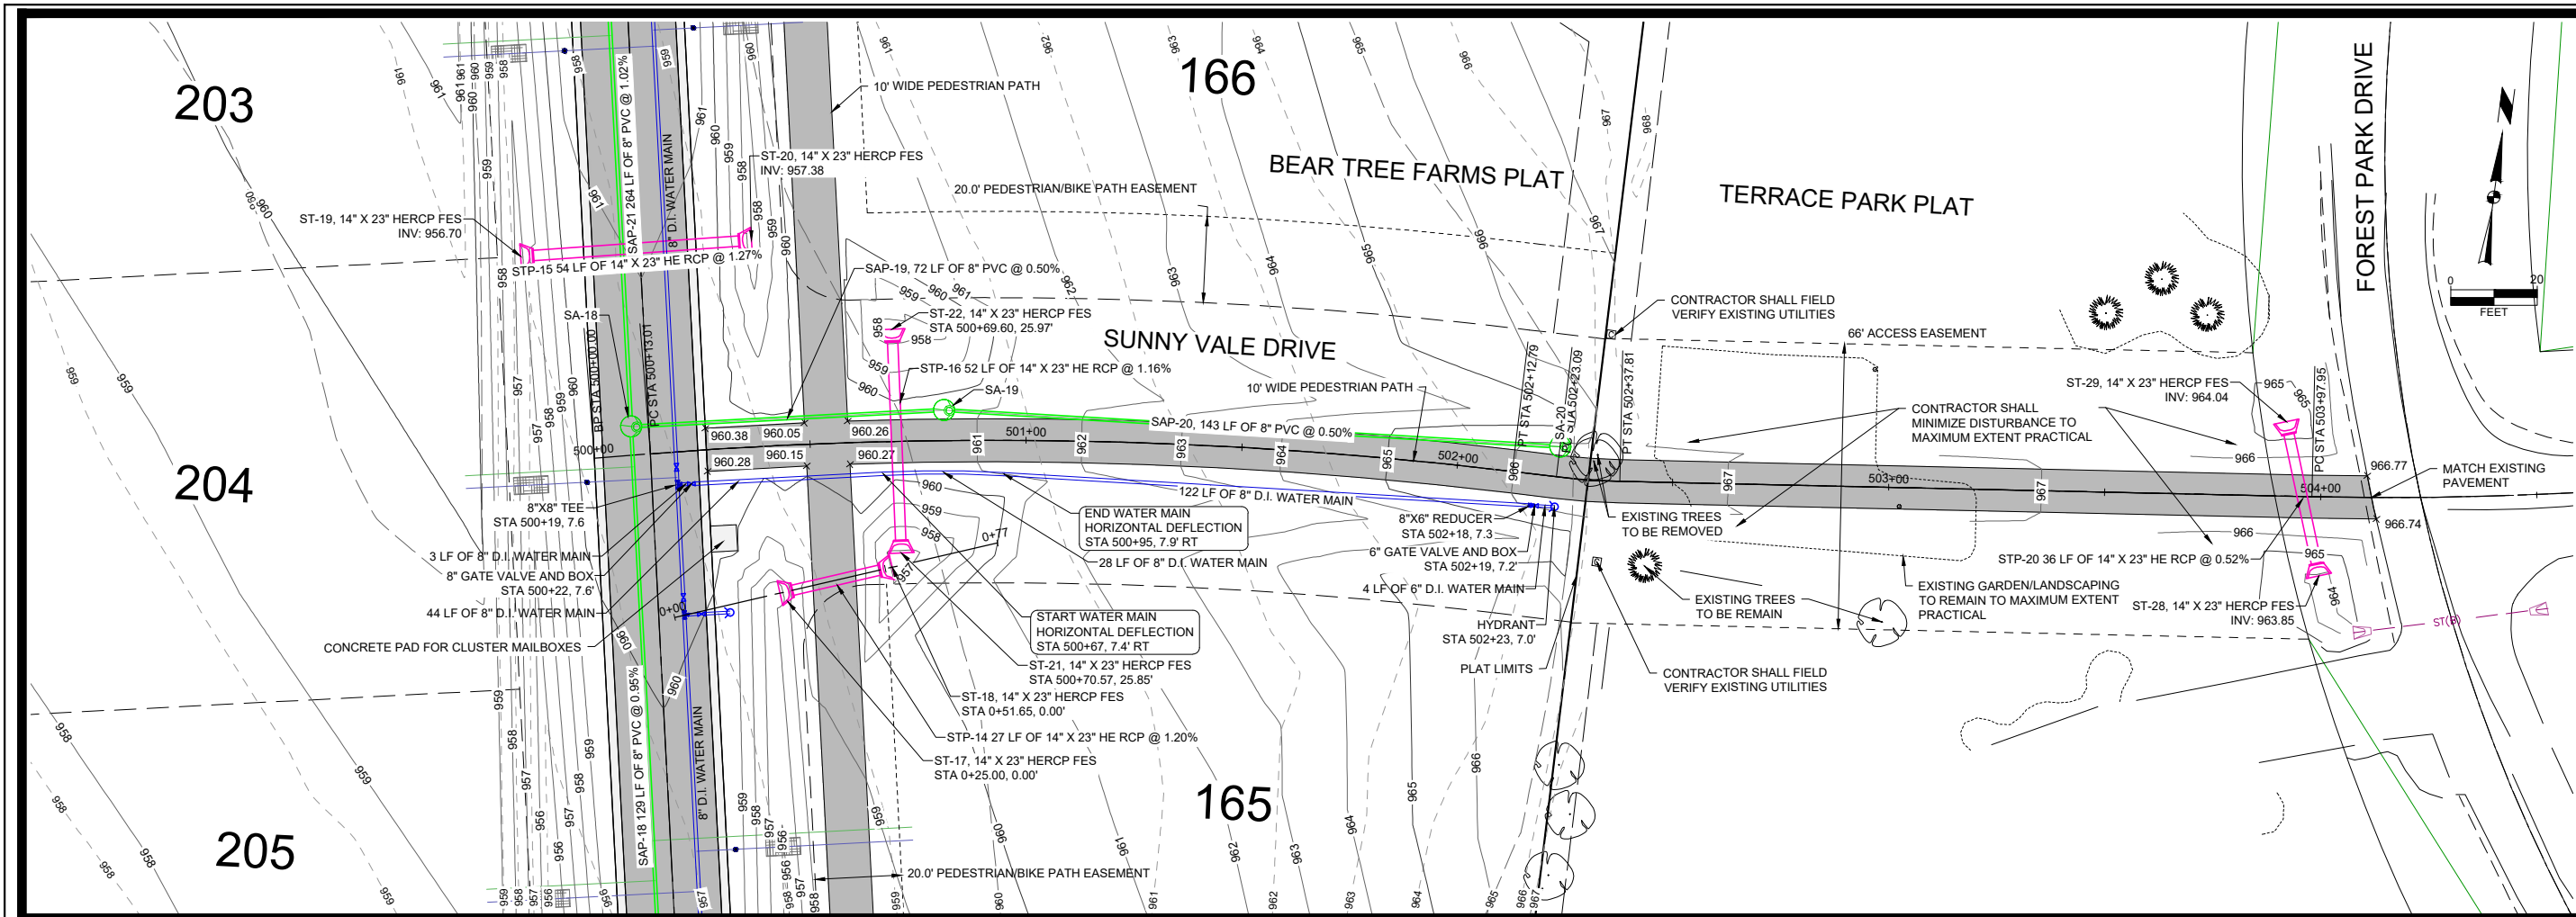 203
204
205
166
165
BEAR TREE FARMS PLAT
TERRACE PARK PLAT
SUNNY VALE DRIVE
FOREST PARK DRIVE
0 20
FEET
10' WIDE PEDESTRIAN PATH
ST-20, 14" X 23" HERCP FES
INV: 957.38
20.0' PEDESTRIAN/BIKE PATH EASEMENT
ST-19, 14" X 23" HERCP FES
INV: 956.70
STP-15 54 LF OF 14" X 23" HE RCP @ 1.27%
SAP-21 264 LF OF 8" PVC @ 1.02%
8" D.I. WATER MAIN
SAP-19, 72 LF OF 8" PVC @ 0.50%
ST-22, 14" X 23" HERCP FES
STA 500+69.60, 25.97'
STP-16 52 LF OF 14" X 23" HE RCP @ 1.16%
SA-18
SA-19
BP STA 500+00.00
PC STA 500+13.01
10' WIDE PEDESTRIAN PATH
SAP-20, 143 LF OF 8" PVC @ 0.50%
PT STA 502+12.79
SA-20
PC STA 502+23.09
PT STA 502+37.81
CONTRACTOR SHALL FIELD
VERIFY EXISTING UTILITIES
66' ACCESS EASEMENT
CONTRACTOR SHALL
MINIMIZE DISTURBANCE TO
MAXIMUM EXTENT PRACTICAL
ST-29, 14" X 23" HERCP FES
INV: 964.04
PC STA 503+97.95
MATCH EXISTING
PAVEMENT
966.77
966.74
500+00
501+00
502+00
503+00
504+00
960.38
960.05
960.26
960.28
960.15
960.27
961
962
963
964
965
966
967
967
8"X8" TEE
STA 500+19, 7.6
3 LF OF 8" D.I. WATER MAIN
8" GATE VALVE AND BOX
STA 500+22, 7.6'
44 LF OF 8" D.I. WATER MAIN
CONCRETE PAD FOR CLUSTER MAILBOXES
0+00
0+77
END WATER MAIN
HORIZONTAL DEFLECTION
STA 500+95, 7.9' RT
28 LF OF 8" D.I. WATER MAIN
122 LF OF 8" D.I. WATER MAIN
START WATER MAIN
HORIZONTAL DEFLECTION
STA 500+67, 7.4' RT
ST-21, 14" X 23" HERCP FES
STA 500+70.57, 25.85'
ST-18, 14" X 23" HERCP FES
STA 0+51.65, 0.00'
STP-14 27 LF OF 14" X 23" HE RCP @ 1.20%
ST-17, 14" X 23" HERCP FES
STA 0+25.00, 0.00'
8"X6" REDUCER
STA 502+18, 7.3
6" GATE VALVE AND BOX
STA 502+19, 7.2'
4 LF OF 6" D.I. WATER MAIN
HYDRANT
STA 502+23, 7.0'
PLAT LIMITS
EXISTING TREES
TO BE REMOVED
EXISTING TREES
TO BE REMAIN
CONTRACTOR SHALL FIELD
VERIFY EXISTING UTILITIES
EXISTING GARDEN/LANDSCAPING
TO REMAIN TO MAXIMUM EXTENT
PRACTICAL
STP-20 36 LF OF 14" X 23" HE RCP @ 0.52%
ST-28, 14" X 23" HERCP FES
INV: 963.85
SAP-18 129 LF OF 8" PVC @ 0.95%
8" D.I. WATER MAIN
20.0' PEDESTRIAN/BIKE PATH EASEMENT